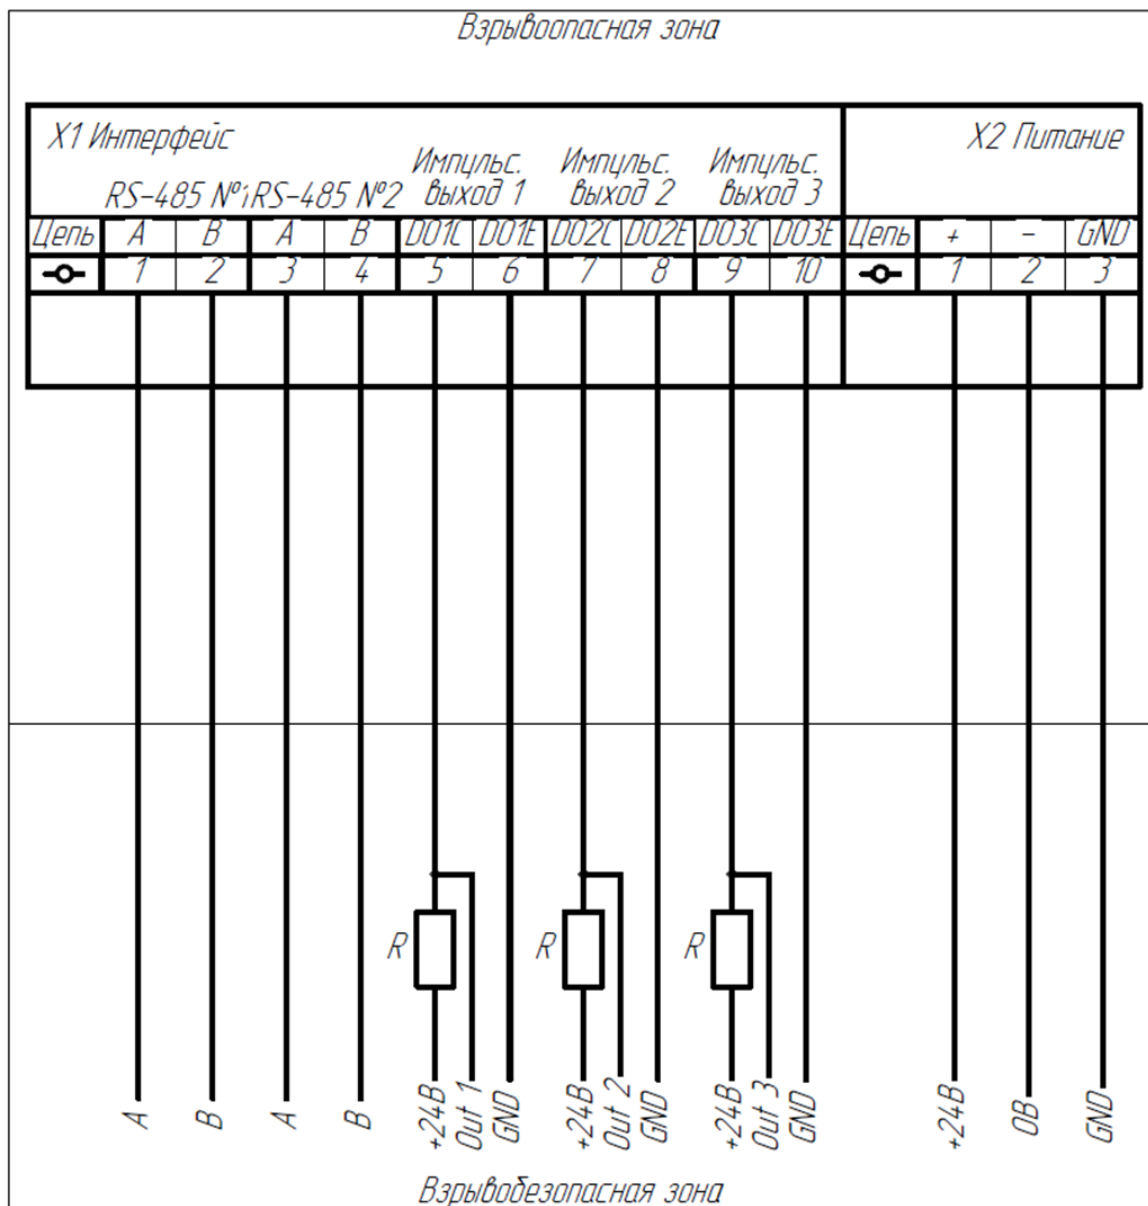 Взрывоопасная зона
X1 Интерфейс
X2 Питание
Импульс. выход 1
Импульс. выход 2
Импульс. выход 3
RS-485 №1 RS-485 №2
Цепь A B A B DO1C DO1E DO2C DO2E DO3C DO3E Цепь + - GND
1 2 3 4 5 6 7 8 9 10 1 2 3
R R R
A B A B +24В Out 1 GND +24В Out 2 GND +24В Out 3 GND +24В 0В GND
Взрывобезопасная зона